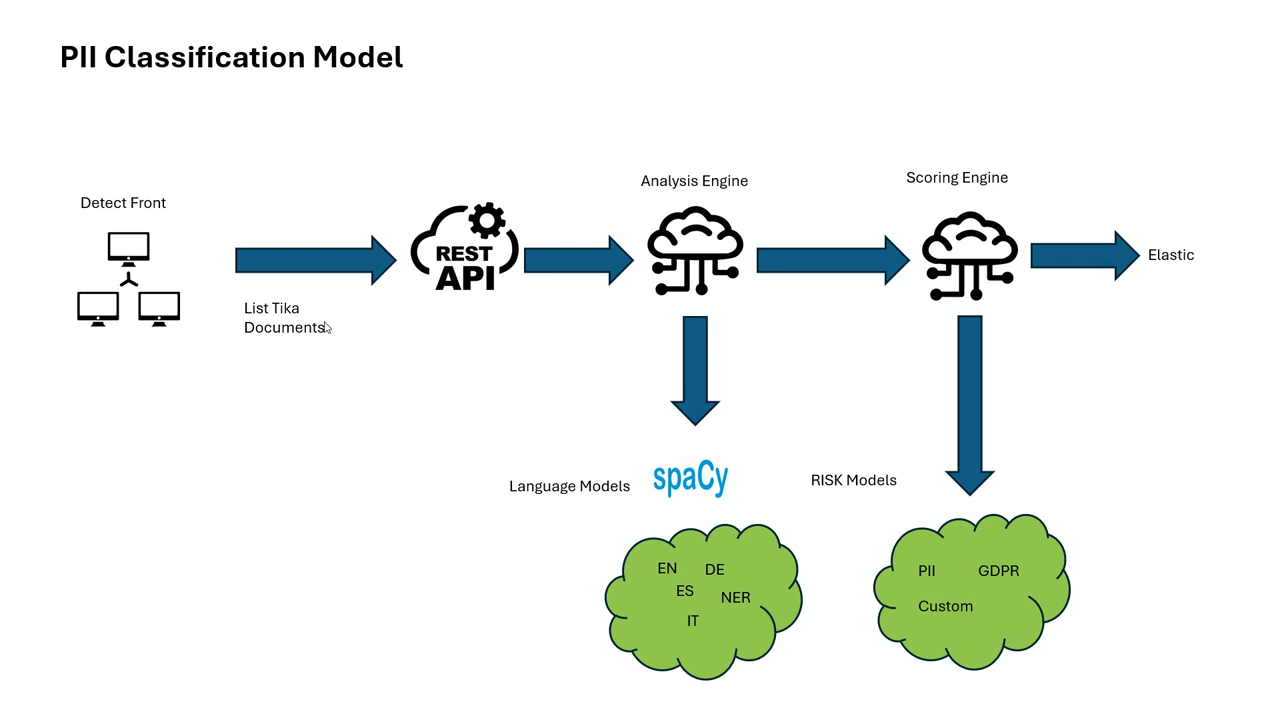 PII Classification Model
Detect Front
List Tika
Documents
REST
API
Analysis Engine
Scoring Engine
Elastic
Language Models
spaCy
EN
DE
ES
NER
IT
RISK Models
PII
GDPR
Custom